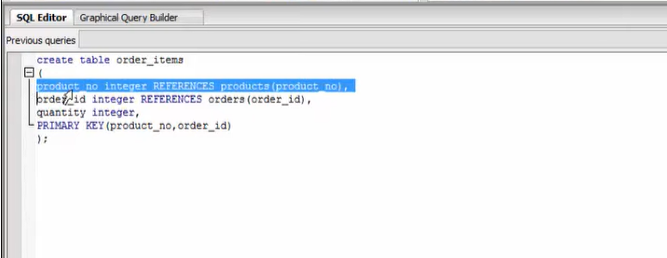 SQL Editor Graphical Query Builder
Previous queries
create table order_items
(
product_no integer REFERENCES products(product_no),
order_id integer REFERENCES orders(order_id),
quantity integer,
PRIMARY KEY(product_no,order_id)
);